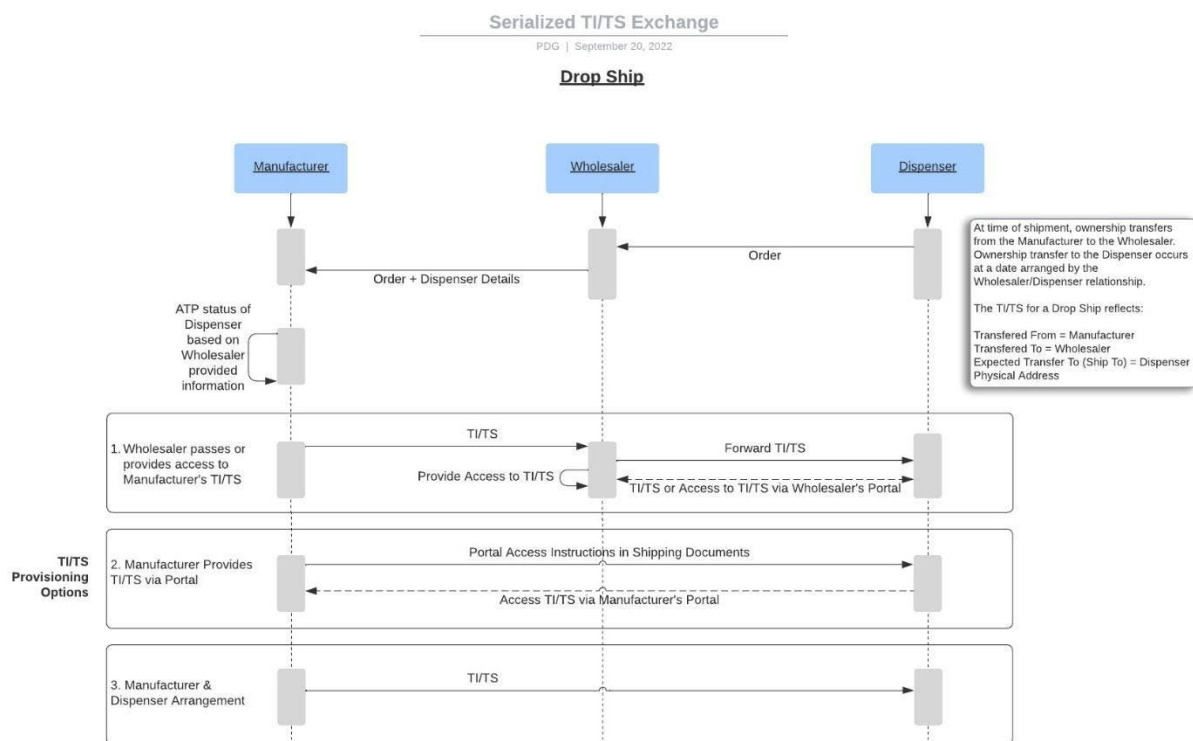 Serialized TI/TS Exchange
PDG | September 20, 2022
Drop Ship
Manufacturer
Wholesaler
Dispenser
Order
Order + Dispenser Details
At time of shipment, ownership transfers
from the Manufacturer to the Wholesaler.
Ownership transfer to the Dispenser occurs
at a date arranged by the
Wholesaler/Dispenser relationship.
The TI/TS for a Drop Ship reflects:
Transfered From = Manufacturer
Transfered To = Wholesaler
Expected Transfer To (Ship To) = Dispenser
Physical Address
ATP status of
Dispenser
based on
Wholesaler
provided
information
TI/TS
Provisioning
Options
1. Wholesaler passes or
provides access to
Manufacturer's TI/TS
TI/TS
Forward TI/TS
Provide Access to TI/TS
TI/TS or Access to TI/TS via Wholesaler's Portal
2. Manufacturer Provides
TI/TS via Portal
Portal Access Instructions in Shipping Documents
Access TI/TS via Manufacturer's Portal
3. Manufacturer &
Dispenser Arrangement
TI/TS